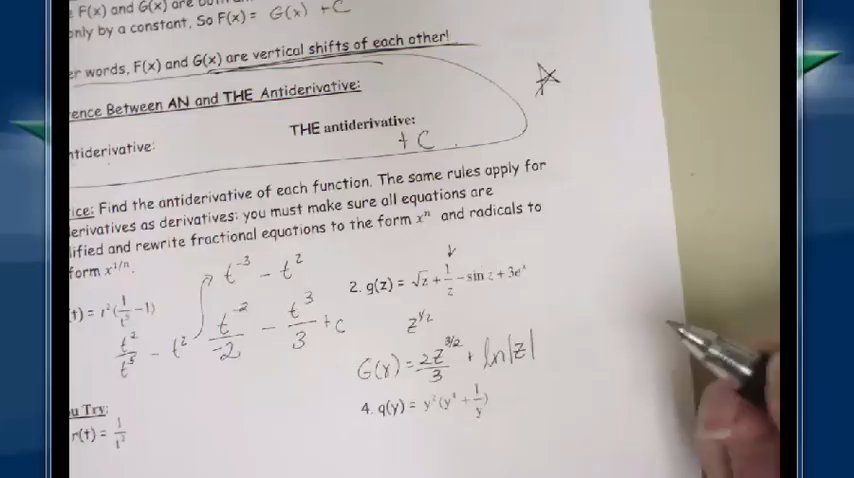 F(x) and G(x) are
only by a constant, So F(x) = G(x) + C
er words, F(x) and G(x) are vertical shifts of each other!
ence Between AN and THE Antiderivative:
ntiderivative:
THE antiderivative:
+ C
ice: Find the antiderivative of each function. The same rules apply for
erivatives as derivatives: you must make sure all equations are
lified and rewrite fractional equations to the form x^n and radicals to
form x^{1/n}.
t^{-3} - t^2
(t) = t^2(1/t^5 - 1)
t^2/t^5 - t^2
t^{-2}/-2 - t^3/3 + C
2. g(z) = √z + 1/z - sin z + 3e^z
z^{1/2}
G(x) = 2z^{3/2}/3 + ln|z|
u Try:
r(t) = 1/t^2
4. q(y) = y^2(y^4 + 1/y)